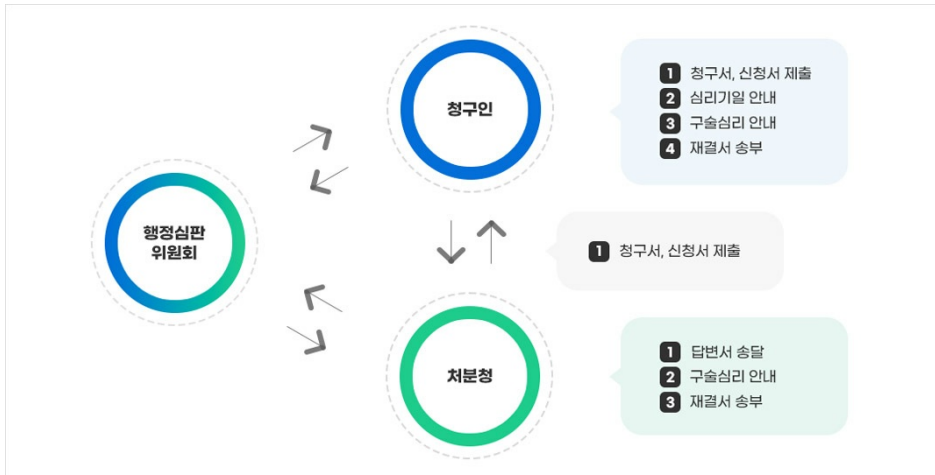 청구인
1 청구서, 신청서 제출
2 심리기일 안내
3 구술심리 안내
4 재결서 송부
행정심판
위원회
1 청구서, 신청서 제출
처분청
1 답변서 송달
2 구술심리 안내
3 재결서 송부